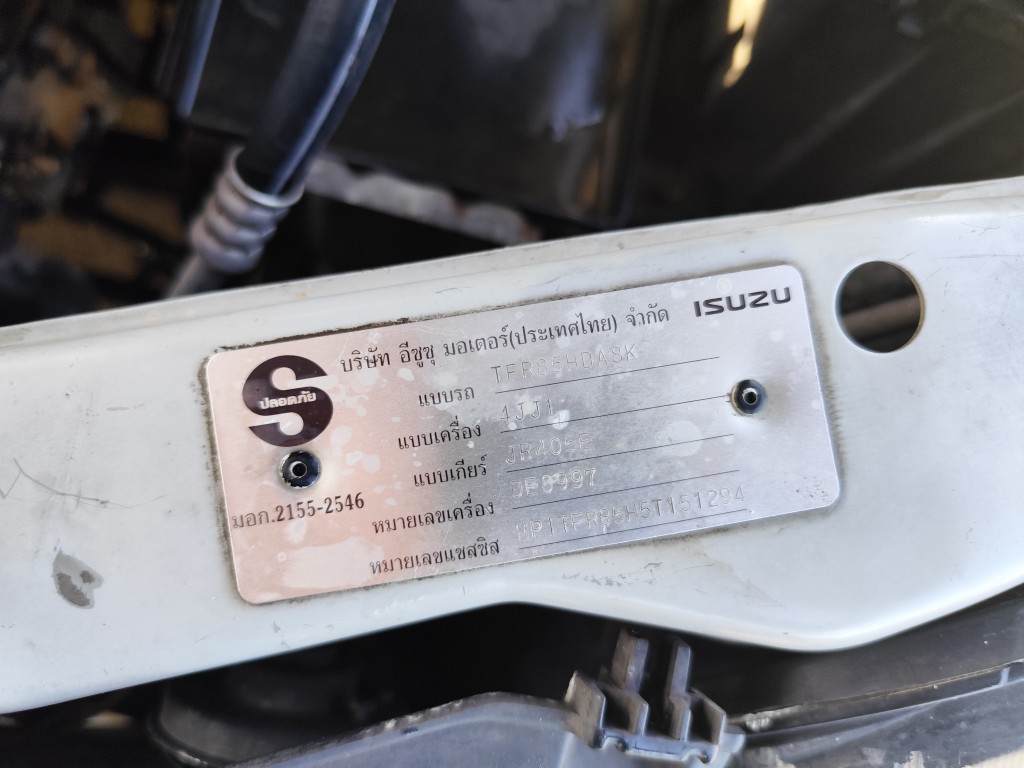 บริษัท อีซูซุ มอเตอร์(ประเทศไทย) จำกัด ISUZU
ปลอดภัย
แบบรถ TFR85HDASK
แบบเครื่อง 4JJ1
แบบเกียร์ JR405E
มอก.2155-2546
หมายเลขเครื่อง
หมายเลขแชสซิส